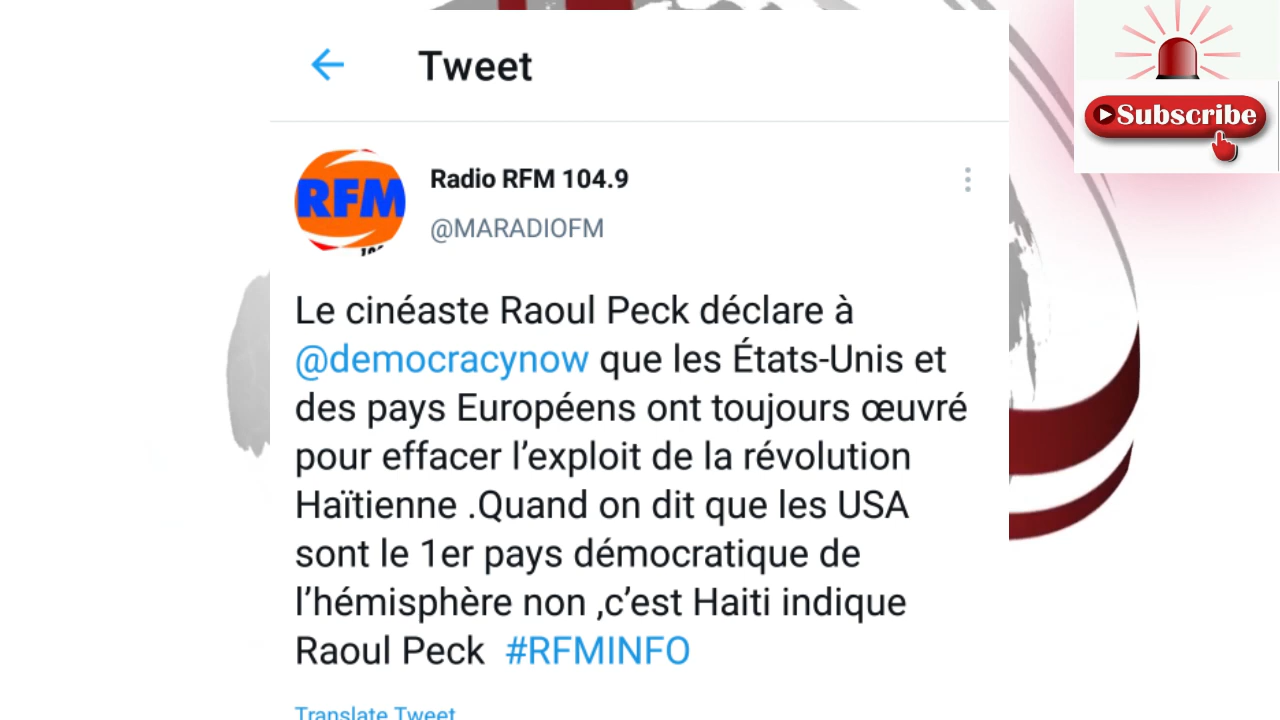 Tweet
Subscribe
RFM
Radio RFM 104.9
@MARADIOFM
Le cinéaste Raoul Peck déclare à
@democracynow que les États-Unis et
des pays Européens ont toujours œuvré
pour effacer l’exploit de la révolution
Haïtienne .Quand on dit que les USA
sont le 1er pays démocratique de
l’hémisphère non ,c’est Haiti indique
Raoul Peck #RFMINFO
Translate Tweet